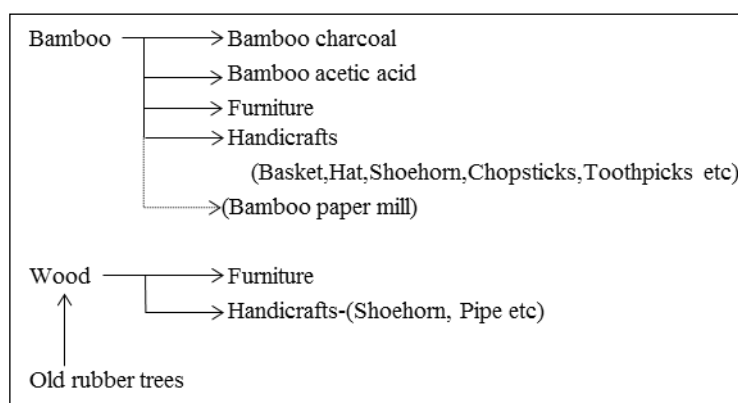 Bamboo Bamboo charcoal
Bamboo acetic acid
Furniture
Handicrafts
(Basket,Hat,Shoehorn,Chopsticks,Toothpicks etc)
(Bamboo paper mill)
Wood Furniture
Handicrafts-(Shoehorn, Pipe etc)
Old rubber trees